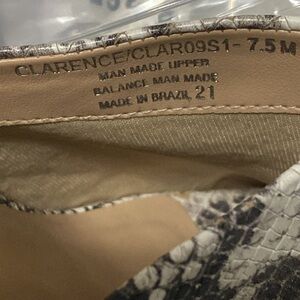 CLARENCE/CLAR09S1- 7.5 M
MAN MADE UPPER
BALANCE MAN MADE
MADE IN BRAZIL 21